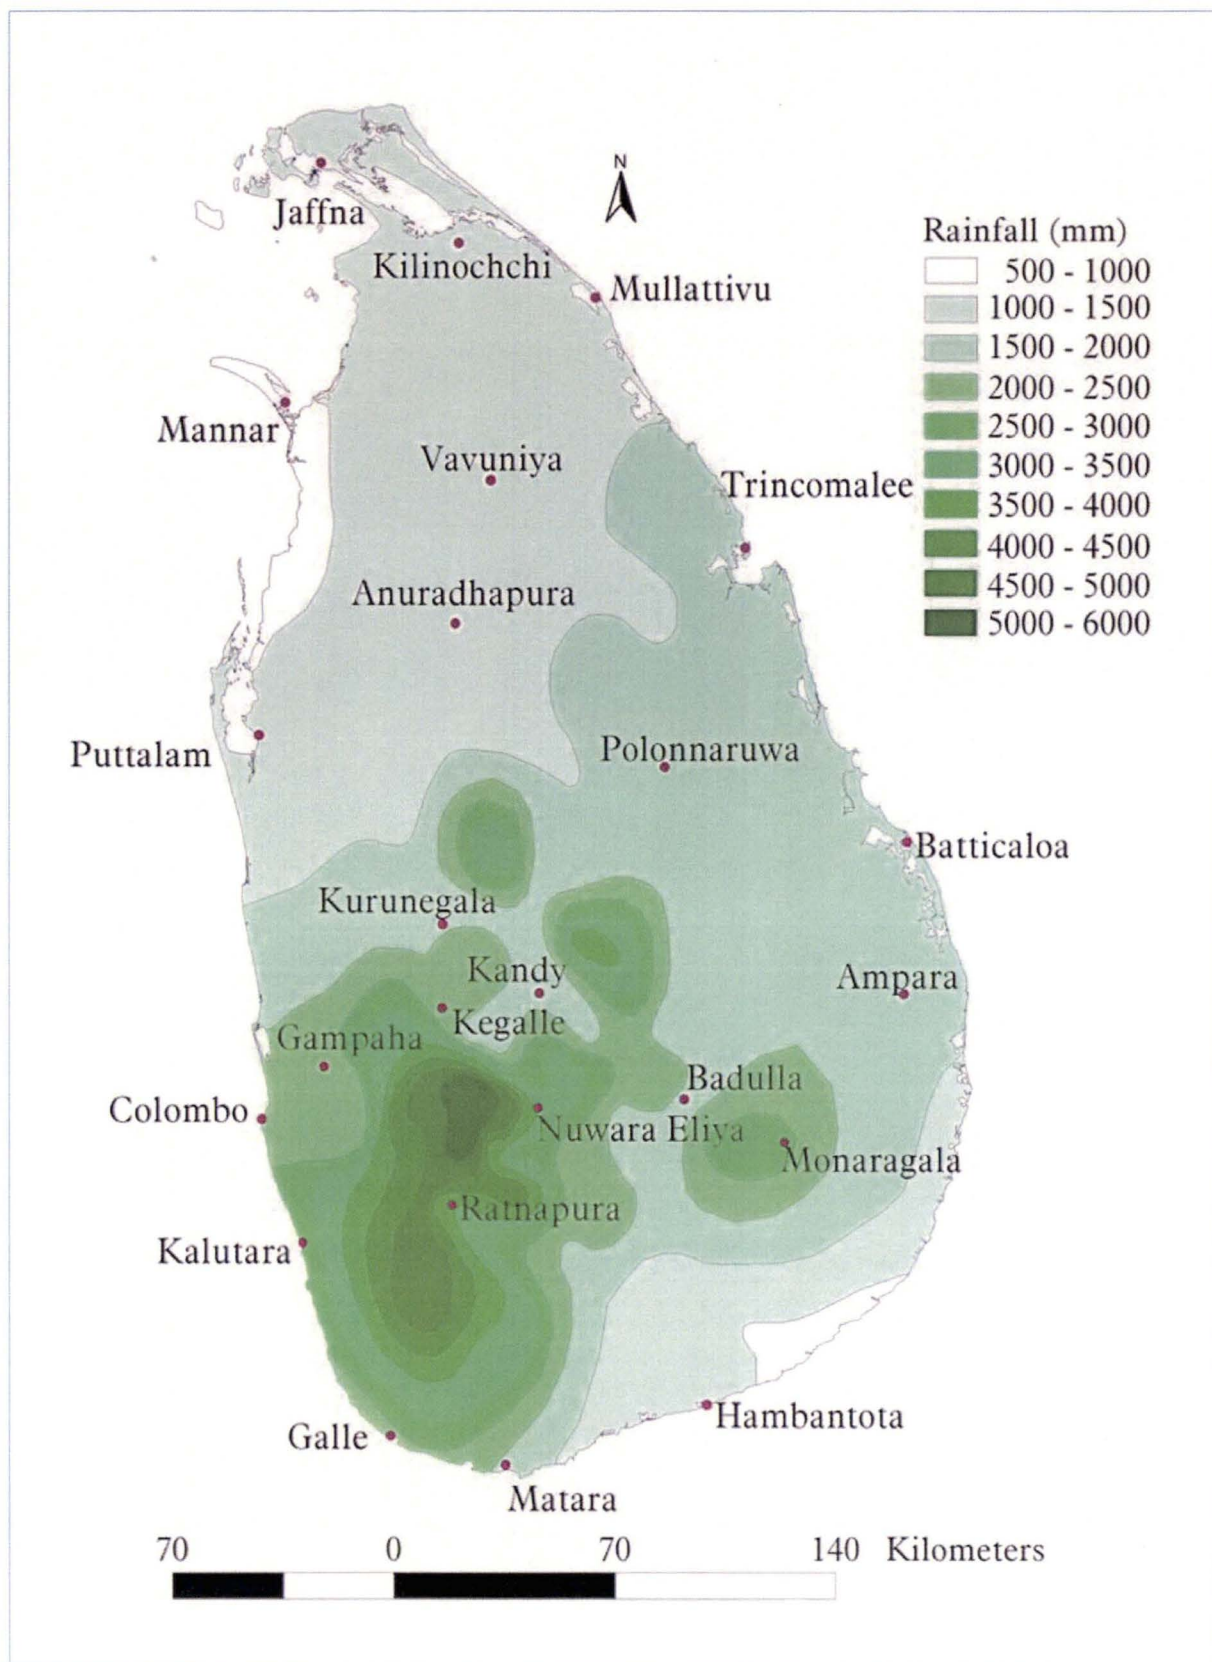 N
Jaffna
Kilinochchi
Mullattivu
Rainfall (mm)
500 - 1000
1000 - 1500
1500 - 2000
2000 - 2500
2500 - 3000
3000 - 3500
3500 - 4000
4000 - 4500
4500 - 5000
5000 - 6000
Mannar
Vavuniya
Trincomalee
Anuradhapura
Puttalam
Polonnaruwa
Batticaloa
Kurunegala
Kandy
Ampara
Kegalle
Gampaha
Badulla
Colombo
Nuwara Eliya
Monaragala
Ratnapura
Kalutara
Hambantota
Galle
Matara
70 0 70 140 Kilometers